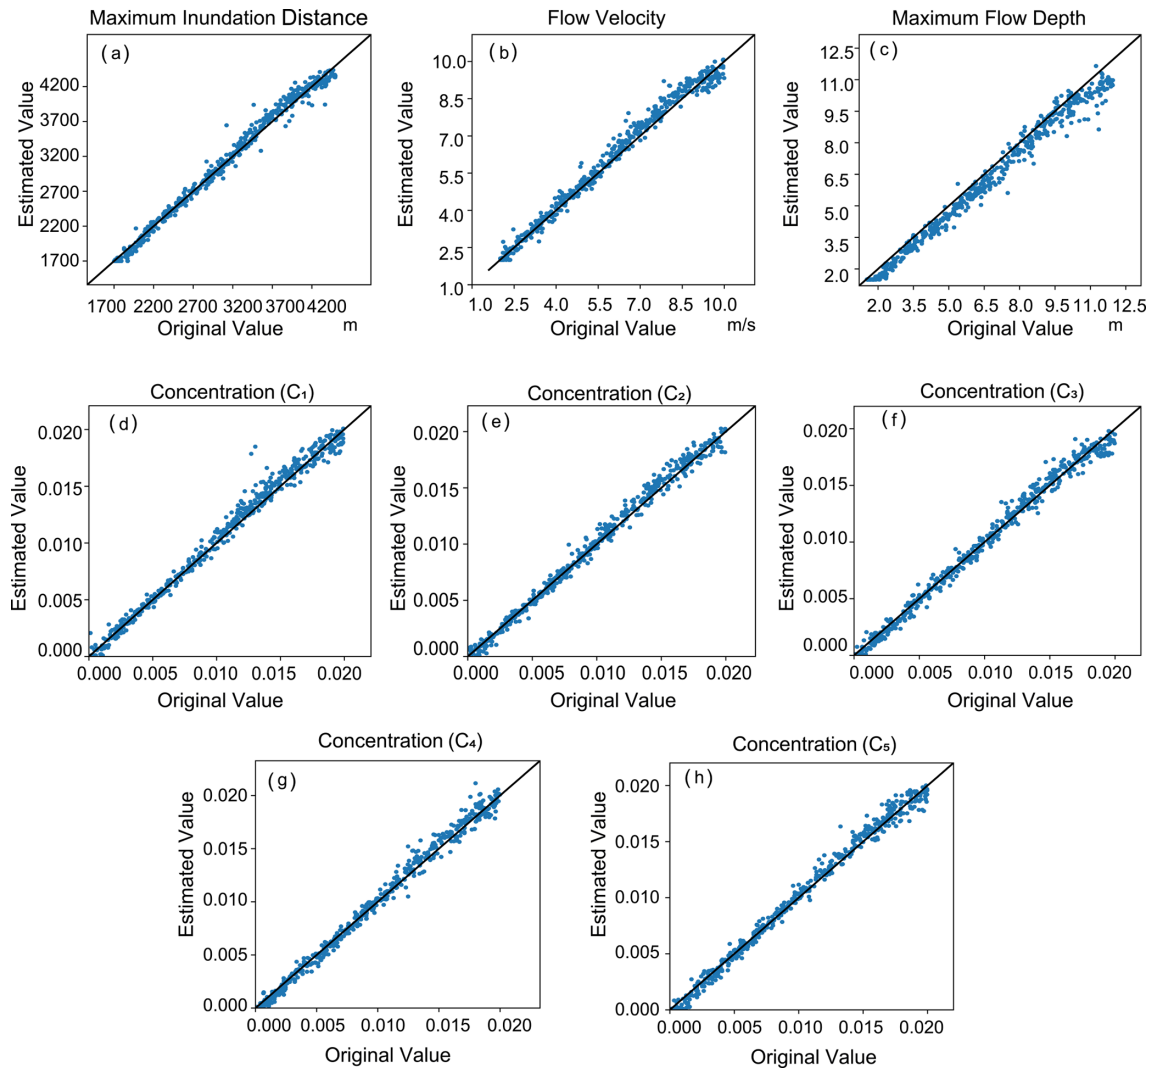 Maximum Inundation Distance
Flow Velocity
Maximum Flow Depth
(a)
4200
3700
3200
2700
2200
1700
Estimated Value
1700 2200 2700 3200 3700 4200
Original Value
m
(b)
10.0
8.5
7.0
5.5
4.0
2.5
1.0
Estimated Value
1.0 2.5 4.0 5.5 7.0 8.5 10.0
Original Value
m/s
(c)
12.5
11.0
9.5
8.0
6.5
5.0
3.5
2.0
Estimated Value
2.0 3.5 5.0 6.5 8.0 9.5 11.0 12.5
Original Value
m
Concentration (C₁)
(d)
0.020
0.015
0.010
0.005
0.000
Estimated Value
0.000 0.005 0.010 0.015 0.020
Original Value
Concentration (C₂)
(e)
0.020
0.015
0.010
0.005
0.000
Estimated Value
0.000 0.005 0.010 0.015 0.020
Original Value
Concentration (C₃)
(f)
0.020
0.015
0.010
0.005
0.000
Estimated Value
0.000 0.005 0.010 0.015 0.020
Original Value
Concentration (C₄)
(g)
0.020
0.015
0.010
0.005
0.000
Estimated Value
0.000 0.005 0.010 0.015 0.020
Original Value
Concentration (C₅)
(h)
0.020
0.015
0.010
0.005
0.000
Estimated Value
0.000 0.005 0.010 0.015 0.020
Original Value